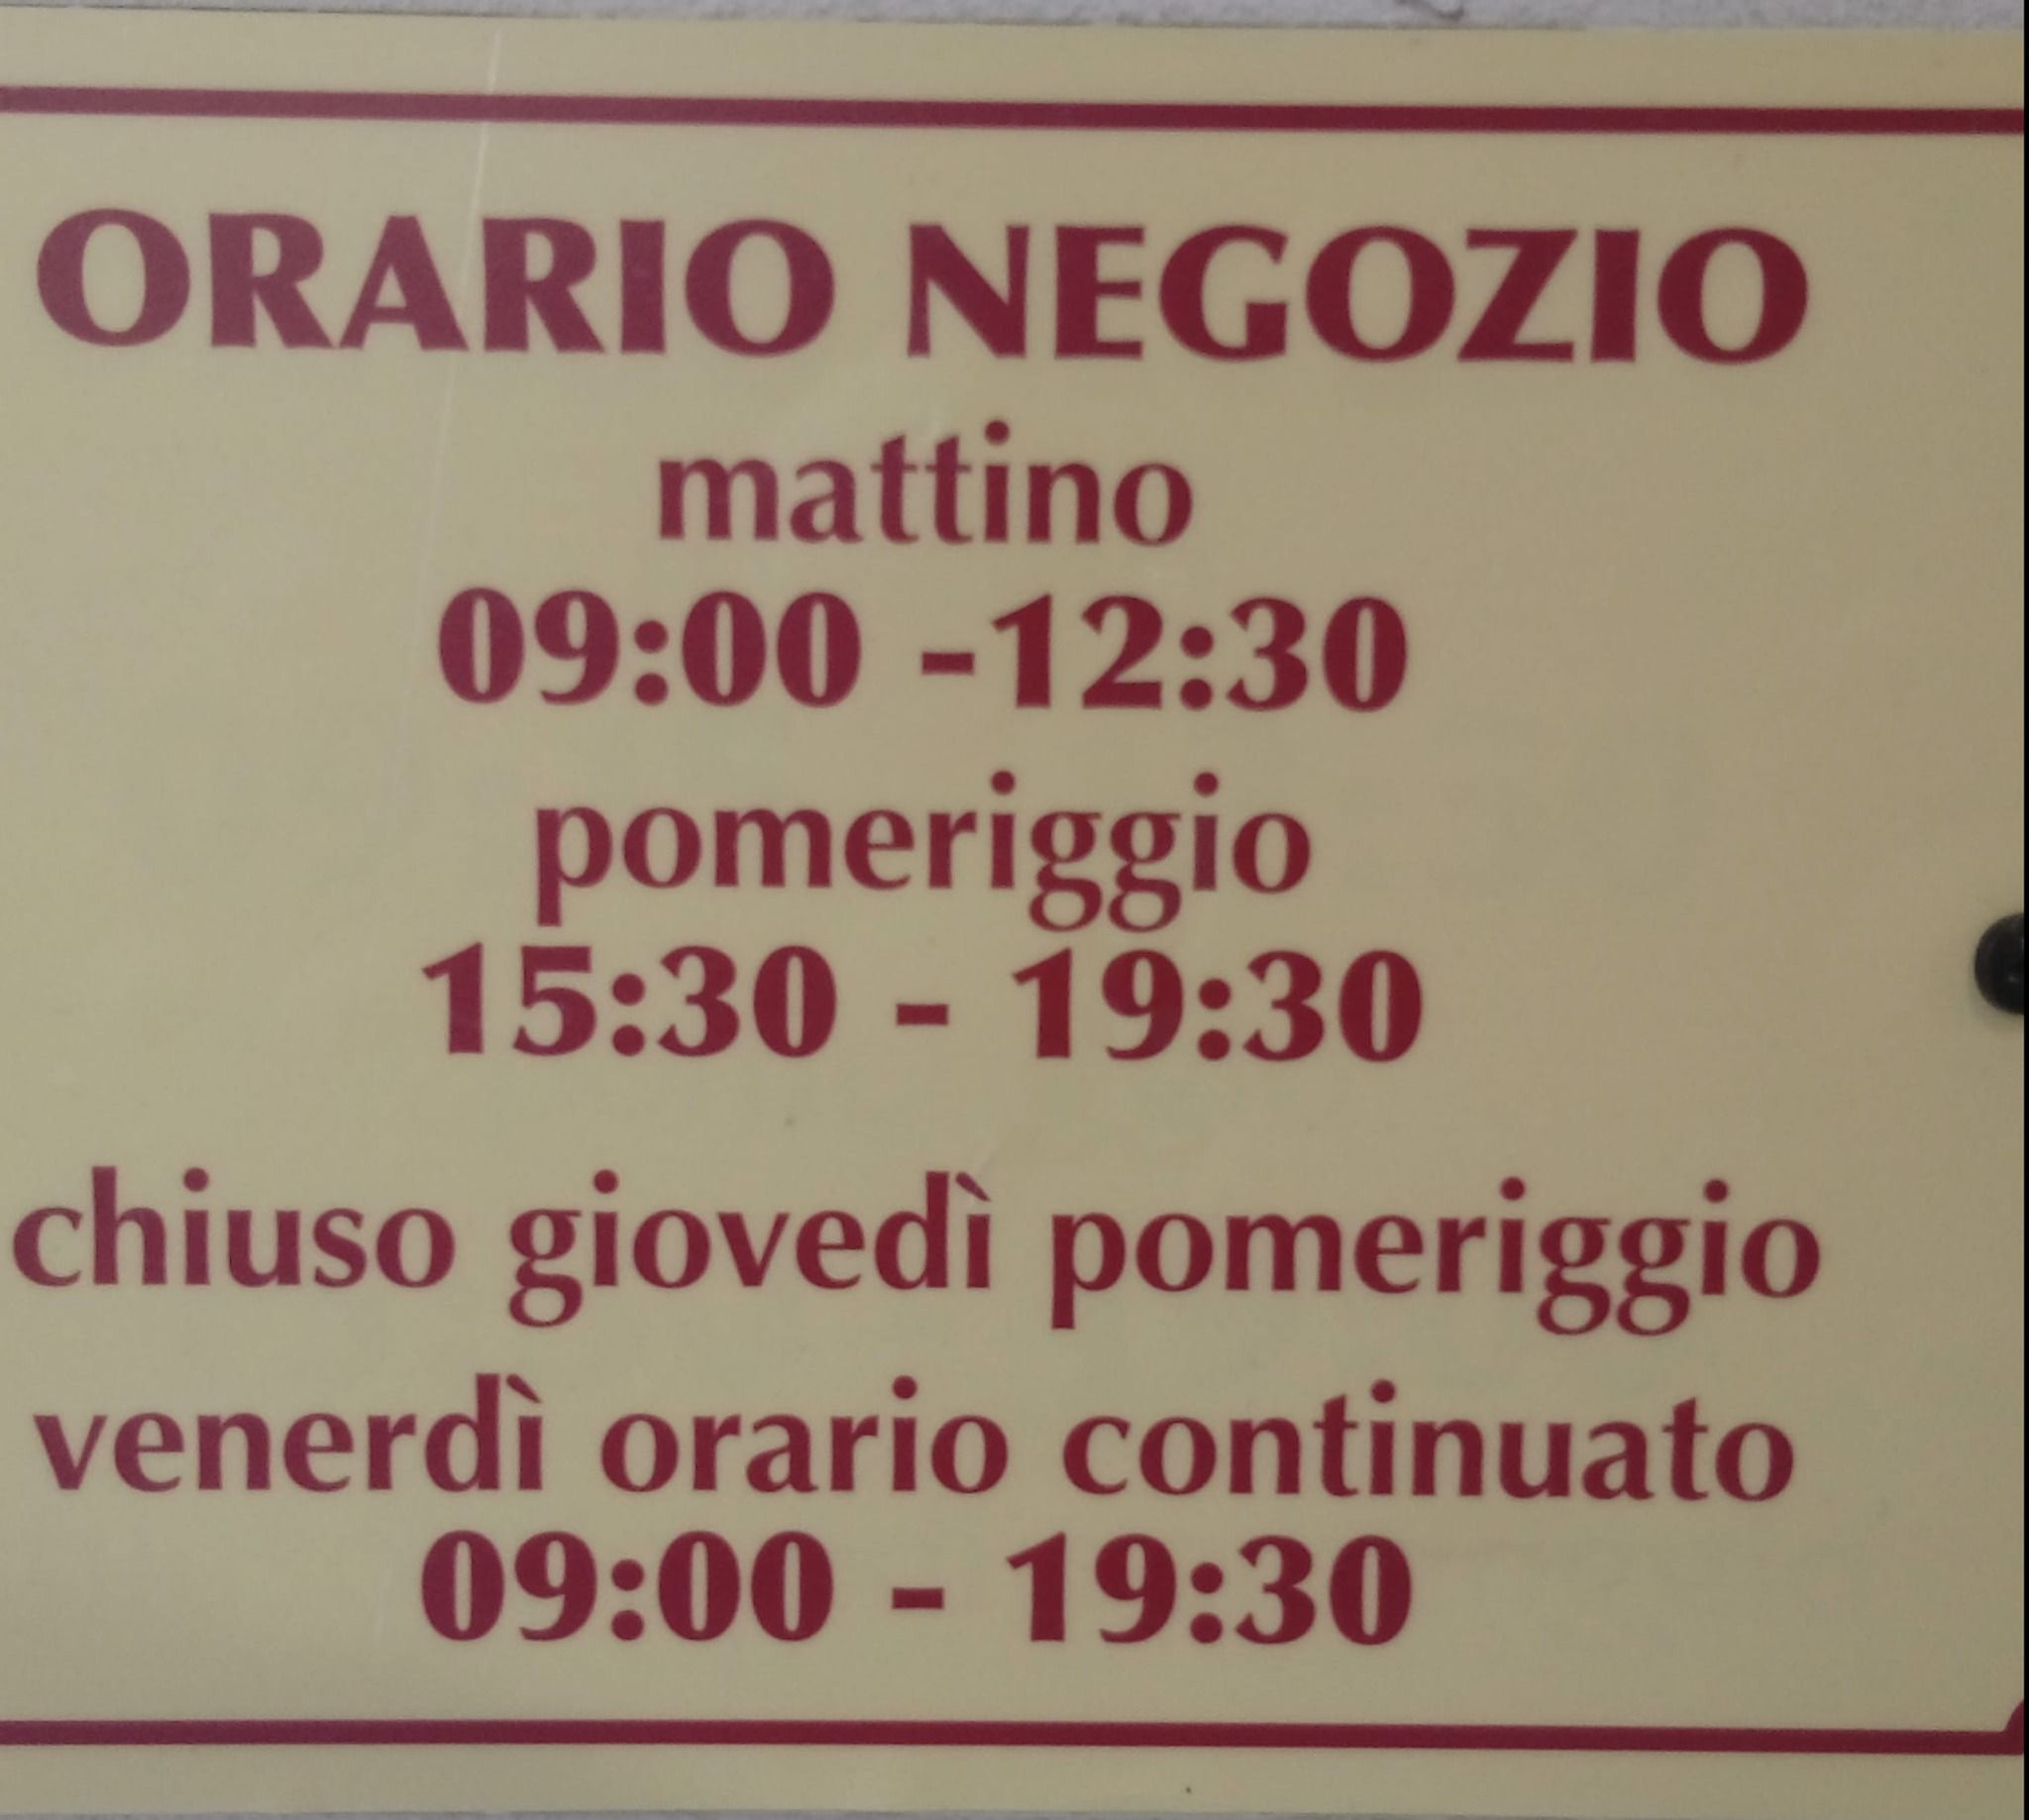 ORARIO NEGOZIO
mattino
09:00 -12:30
pomeriggio
15:30 - 19:30
chiuso giovedì pomeriggio
venerdì orario continuato
09:00 - 19:30